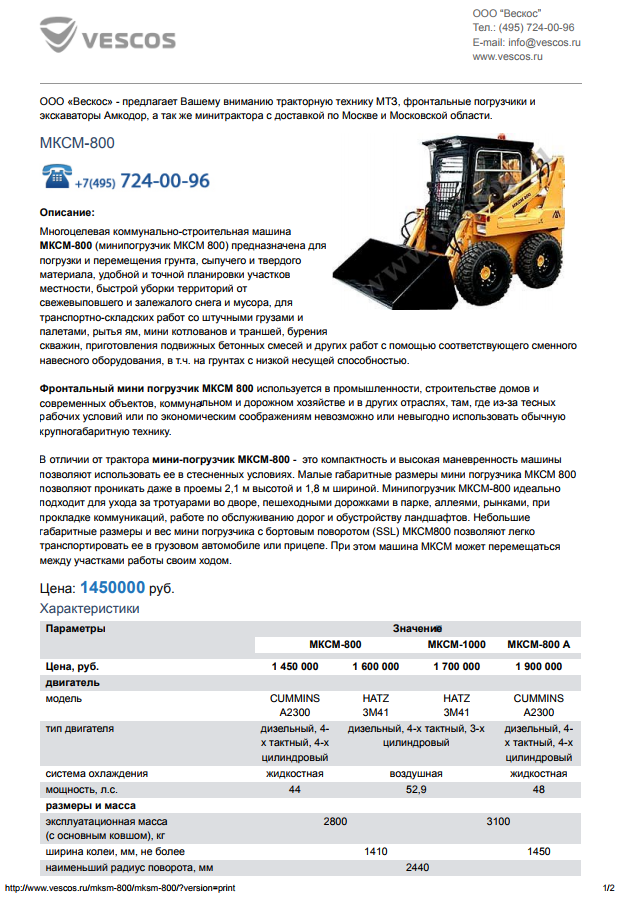 VESCOS
ООО "Вескос"
Тел.: (495) 724-00-96
E-mail: info@vescos.ru
www.vescos.ru
ООО «Вескос» - предлагает Вашему вниманию тракторную технику МТЗ, фронтальные погрузчики и
экскаваторы Амкодор, а так же минитрактора с доставкой по Москве и Московской области.
МКСМ-800
+7(495) 724-00-96
Описание:
Многоцелевая коммунально-строительная машина
МКСМ-800 (минипогрузчик МКСМ 800) предназначена для
погрузки и перемещения грунта, сыпучего и твердого
материала, удобной и точной планировки участков
местности, быстрой уборки территорий от
свежевыповшего и залежалого снега и мусора, для
транспортно-складских работ со штучными грузами и
палетами, рытья ям, мини котлованов и траншей, бурения
скважин, приготовления подвижных бетонных смесей и других работ с помощью соответствующего сменного
навесного оборудования, в т.ч. на грунтах с низкой несущей способностью.
Фронтальный мини погрузчик МКСМ 800 используется в промышленности, строительстве домов и
современных объектов, коммунальном и дорожном хозяйстве и в других отраслях, там, где из-за тесных
рабочих условий или по экономическим соображениям невозможно или невыгодно использовать обычную
крупногабаритную технику.
В отличии от трактора мини-погрузчик МКСМ-800 - это компактность и высокая маневренность машины
позволяют использовать ее в стесненных условиях. Малые габаритные размеры мини погрузчика МКСМ 800
позволяют проникать даже в проемы 2,1 м высотой и 1,8 м шириной. Минипогрузчик МКСМ-800 идеально
подходит для ухода за тротуарами во дворе, пешеходными дорожками в парке, аллеями, рынками, при
прокладке коммуникаций, работе по обслуживанию дорог и обустройству ландшафтов. Небольшие
габаритные размеры и вес мини погрузчика с бортовым поворотом (SSL) МКСМ800 позволяют легко
транспортировать ее в грузовом автомобиле или прицепе. При этом машина МКСМ может перемещаться
между участками работы своим ходом.
Цена: 1450000 руб.
Характеристики
Параметры Значение
МКСМ-800 МКСМ-1000 МКСМ-800 А
Цена, руб. 1 450 000 1 600 000 1 700 000 1 900 000
двигатель
модель CUMMINS HATZ HATZ CUMMINS
A2300 3M41 3M41 A2300
тип двигателя дизельный, 4- дизельный, 4-х тактный, 3-х дизельный, 4-
х тактный, 4-х цилиндровый х тактный, 4-х
цилиндровый цилиндровый
система охлаждения жидкостная воздушная жидкостная
мощность, л.с. 44 52,9 48
размеры и масса
эксплуатационная масса 2800 3100
(с основным ковшом), кг
ширина колеи, мм, не более 1410 1450
наименьший радиус поворота, мм 2440
http://www.vescos.ru/mksm-800/mksm-800/?version=print 1/2